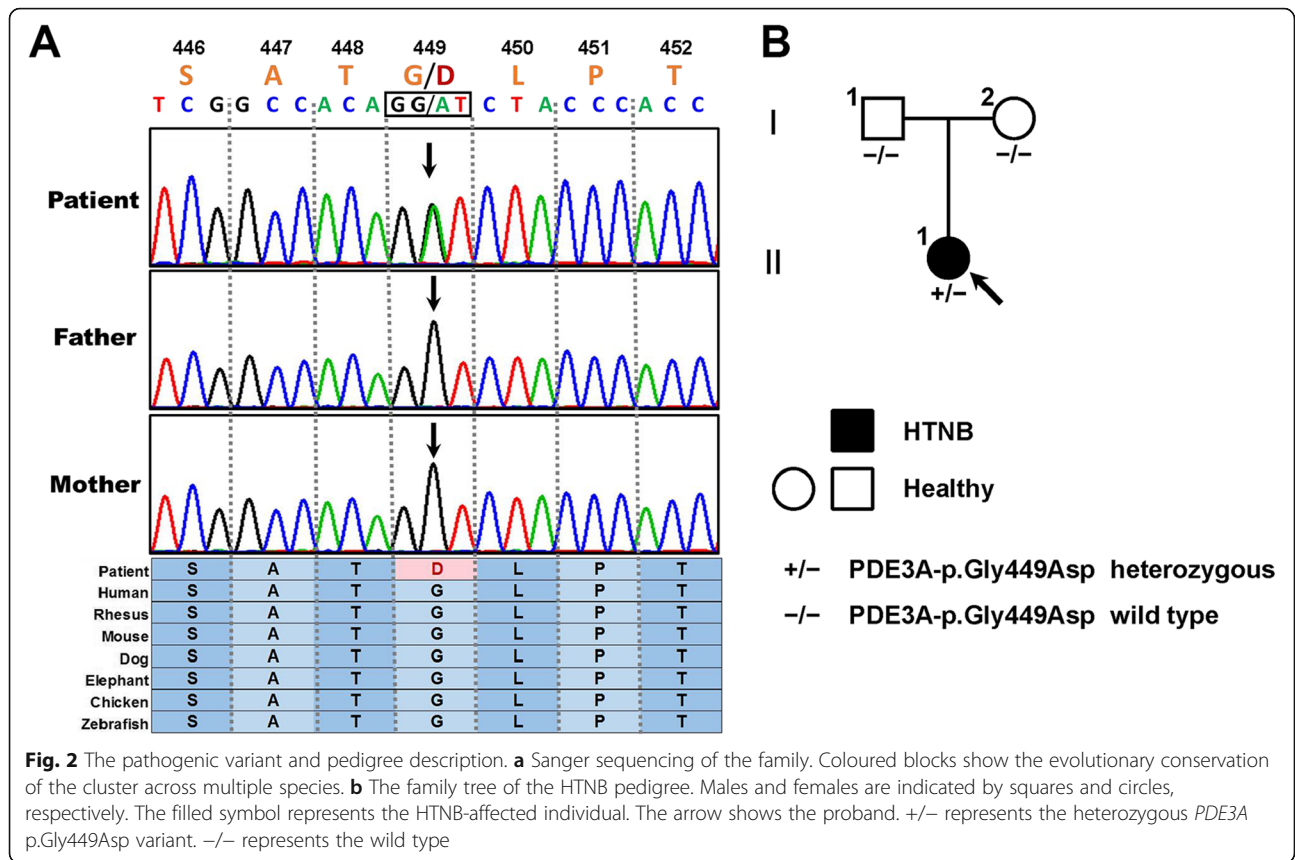 A
446 447 448 449 450 451 452
S A T G/D L P T
T C G G C C A C A G G/A T C T A C C C A C C
Patient
Father
Mother
Patient S A T D L P T
Human S A T G L P T
Rhesus S A T G L P T
Mouse S A T G L P T
Dog S A T G L P T
Elephant S A T G L P T
Chicken S A T G L P T
Zebrafish S A T G L P T
B
I
1 2
−/− −/−
II
1
+/−
HTNB
Healthy
+/− PDE3A-p.Gly449Asp heterozygous
−/− PDE3A-p.Gly449Asp wild type
Fig. 2 The pathogenic variant and pedigree description. a Sanger sequencing of the family. Coloured blocks show the evolutionary conservation
of the cluster across multiple species. b The family tree of the HTNB pedigree. Males and females are indicated by squares and circles,
respectively. The filled symbol represents the HTNB-affected individual. The arrow shows the proband. +/− represents the heterozygous PDE3A
p.Gly449Asp variant. −/− represents the wild type